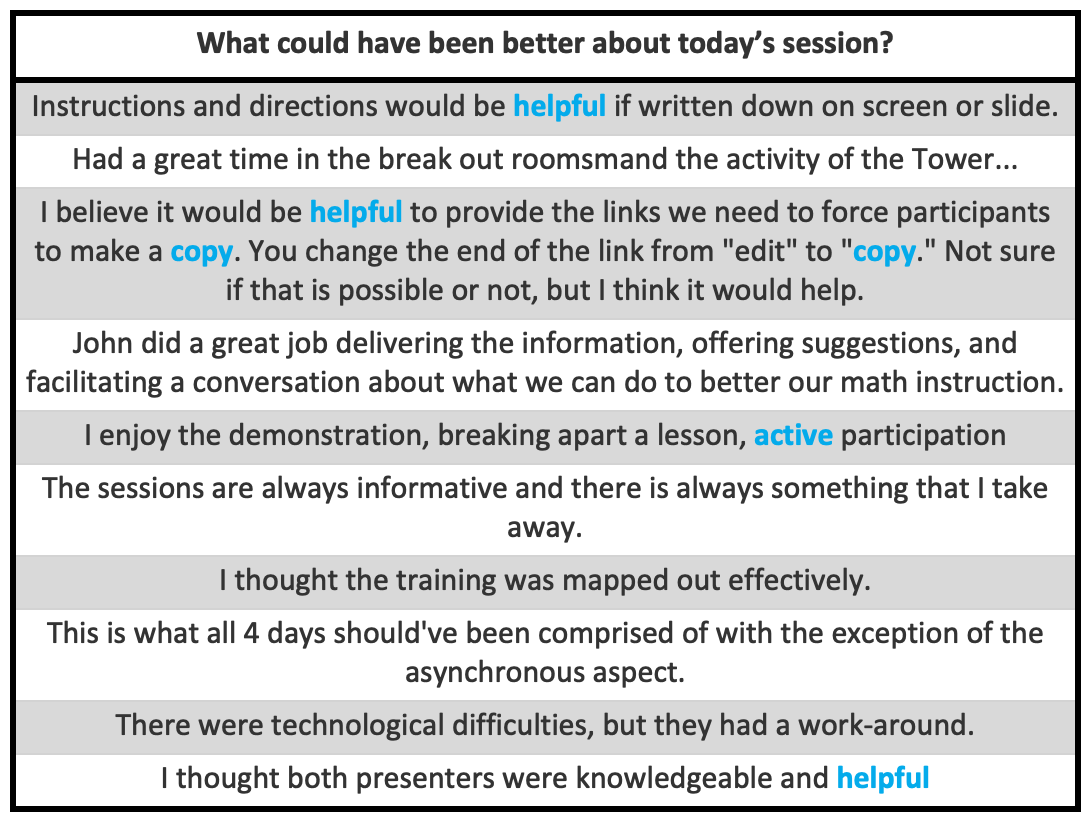 What could have been better about today’s session?
Instructions and directions would be helpful if written down on screen or slide.
Had a great time in the break out roomsmand the activity of the Tower...
I believe it would be helpful to provide the links we need to force participants
to make a copy. You change the end of the link from "edit" to "copy." Not sure
if that is possible or not, but I think it would help.
John did a great job delivering the information, offering suggestions, and
facilitating a conversation about what we can do to better our math instruction.
I enjoy the demonstration, breaking apart a lesson, active participation
The sessions are always informative and there is always something that I take
away.
I thought the training was mapped out effectively.
This is what all 4 days should've been comprised of with the exception of the
asynchronous aspect.
There were technological difficulties, but they had a work-around.
I thought both presenters were knowledgeable and helpful